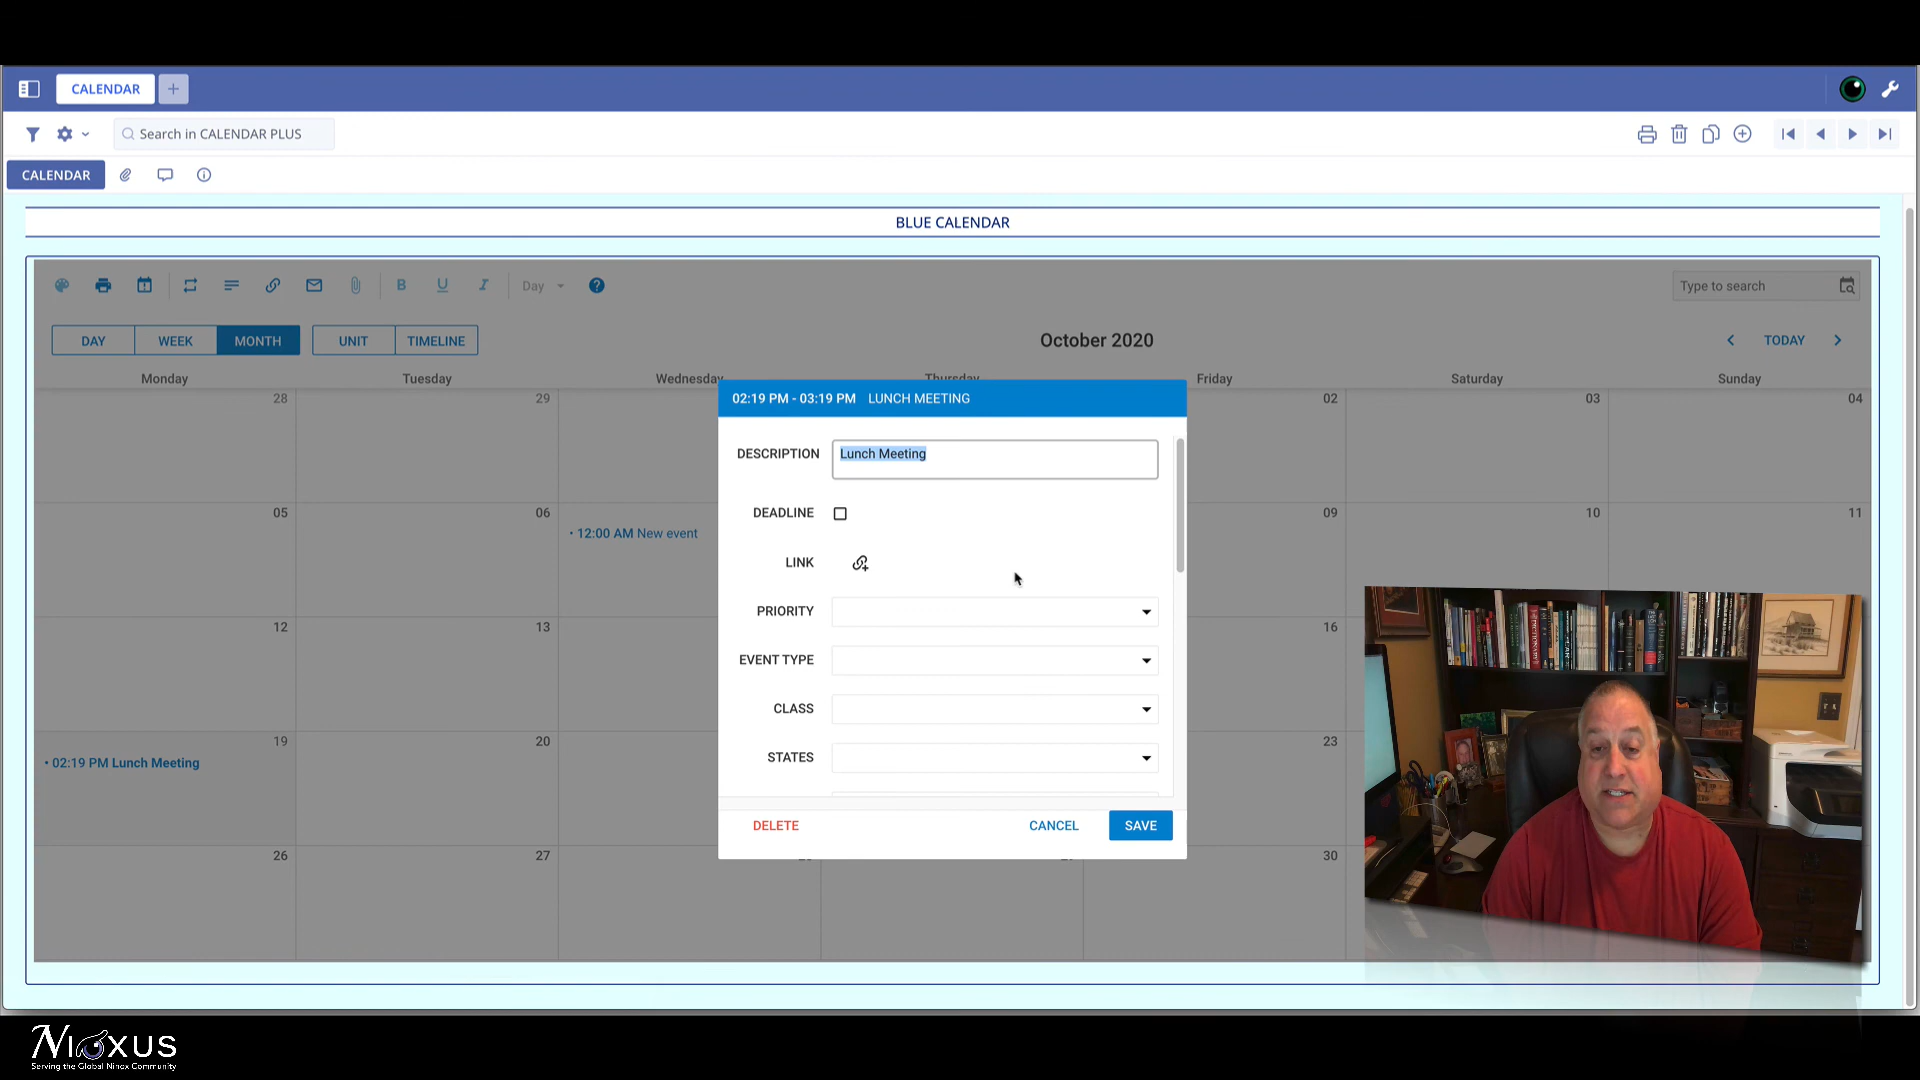 CALENDAR
Search in CALENDAR PLUS
CALENDAR
BLUE CALENDAR
B U I Day
Type to search
DAY WEEK MONTH UNIT TIMELINE
October 2020
TODAY
Monday Tuesday Wednesday Thursday Friday Saturday Sunday
28 29 02 03 04
02:19 PM - 03:19 PM LUNCH MEETING
DESCRIPTION Lunch Meeting
DEADLINE
LINK
PRIORITY
EVENT TYPE
CLASS
STATES
DELETE CANCEL SAVE
05 06 09 10 11
• 12:00 AM New event
12 13 16
19 20 23
• 02:19 PM Lunch Meeting
26 27 30
DICTIONARY
NIOXUS
Serving the Global Ninox Community